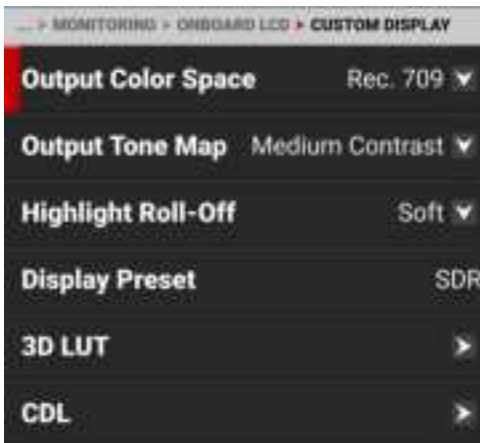 ... > MONITORING > ONBOARD LCD > CUSTOM DISPLAY
Output Color Space Rec. 709
Output Tone Map Medium Contrast
Highlight Roll-Off Soft
Display Preset SDR
3D LUT
CDL